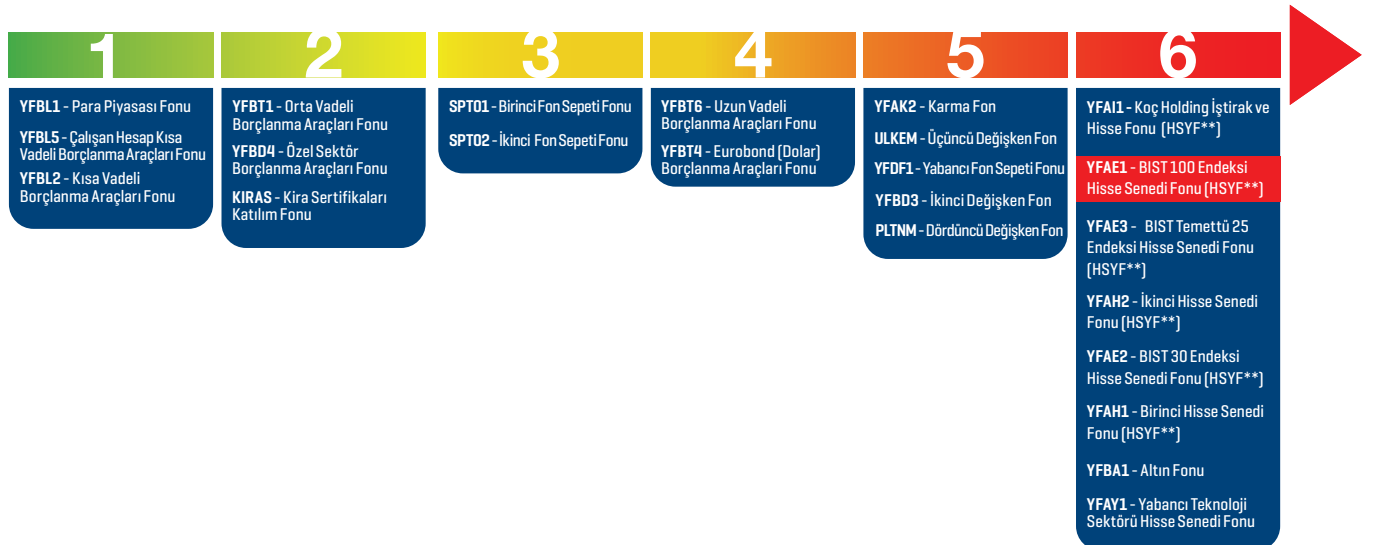 1
YFBL1 - Para Piyasası Fonu
YFBL5 - Çalışan Hesap Kısa
Vadeli Borçlanma Araçları Fonu
YFBL2 - Kısa Vadeli
Borçlanma Araçları Fonu
2
YFBT1 - Orta Vadeli
Borçlanma Araçları Fonu
YFBD4 - Özel Sektör
Borçlanma Araçları Fonu
KIRAS - Kira Sertifikaları
Katılım Fonu
3
SPT01 - Birinci Fon Sepeti Fonu
SPT02 - İkinci Fon Sepeti Fonu
4
YFBT6 - Uzun Vadeli
Borçlanma Araçları Fonu
YFBT4 - Eurobond (Dolar)
Borçlanma Araçları Fonu
5
YFAK2 - Karma Fon
ULKEM - Üçüncü Değişken Fon
YFDF1 - Yabancı Fon Sepeti Fonu
YFBD3 - İkinci Değişken Fon
PLTNM - Dördüncü Değişken Fon
6
YFAI1 - Koç Holding İştirak ve
Hisse Fonu (HSYF**)
YFAE1 - BIST 100 Endeksi
Hisse Senedi Fonu (HSYF**)
YFAE3 - BIST Temettü 25
Endeksi Hisse Senedi Fonu
(HSYF**)
YFAH2 - İkinci Hisse Senedi
Fonu (HSYF**)
YFAE2 - BIST 30 Endeksi
Hisse Senedi Fonu (HSYF**)
YFAH1 - Birinci Hisse Senedi
Fonu (HSYF**)
YFBA1 - Altın Fonu
YFAY1 - Yabancı Teknoloji
Sektörü Hisse Senedi Fonu